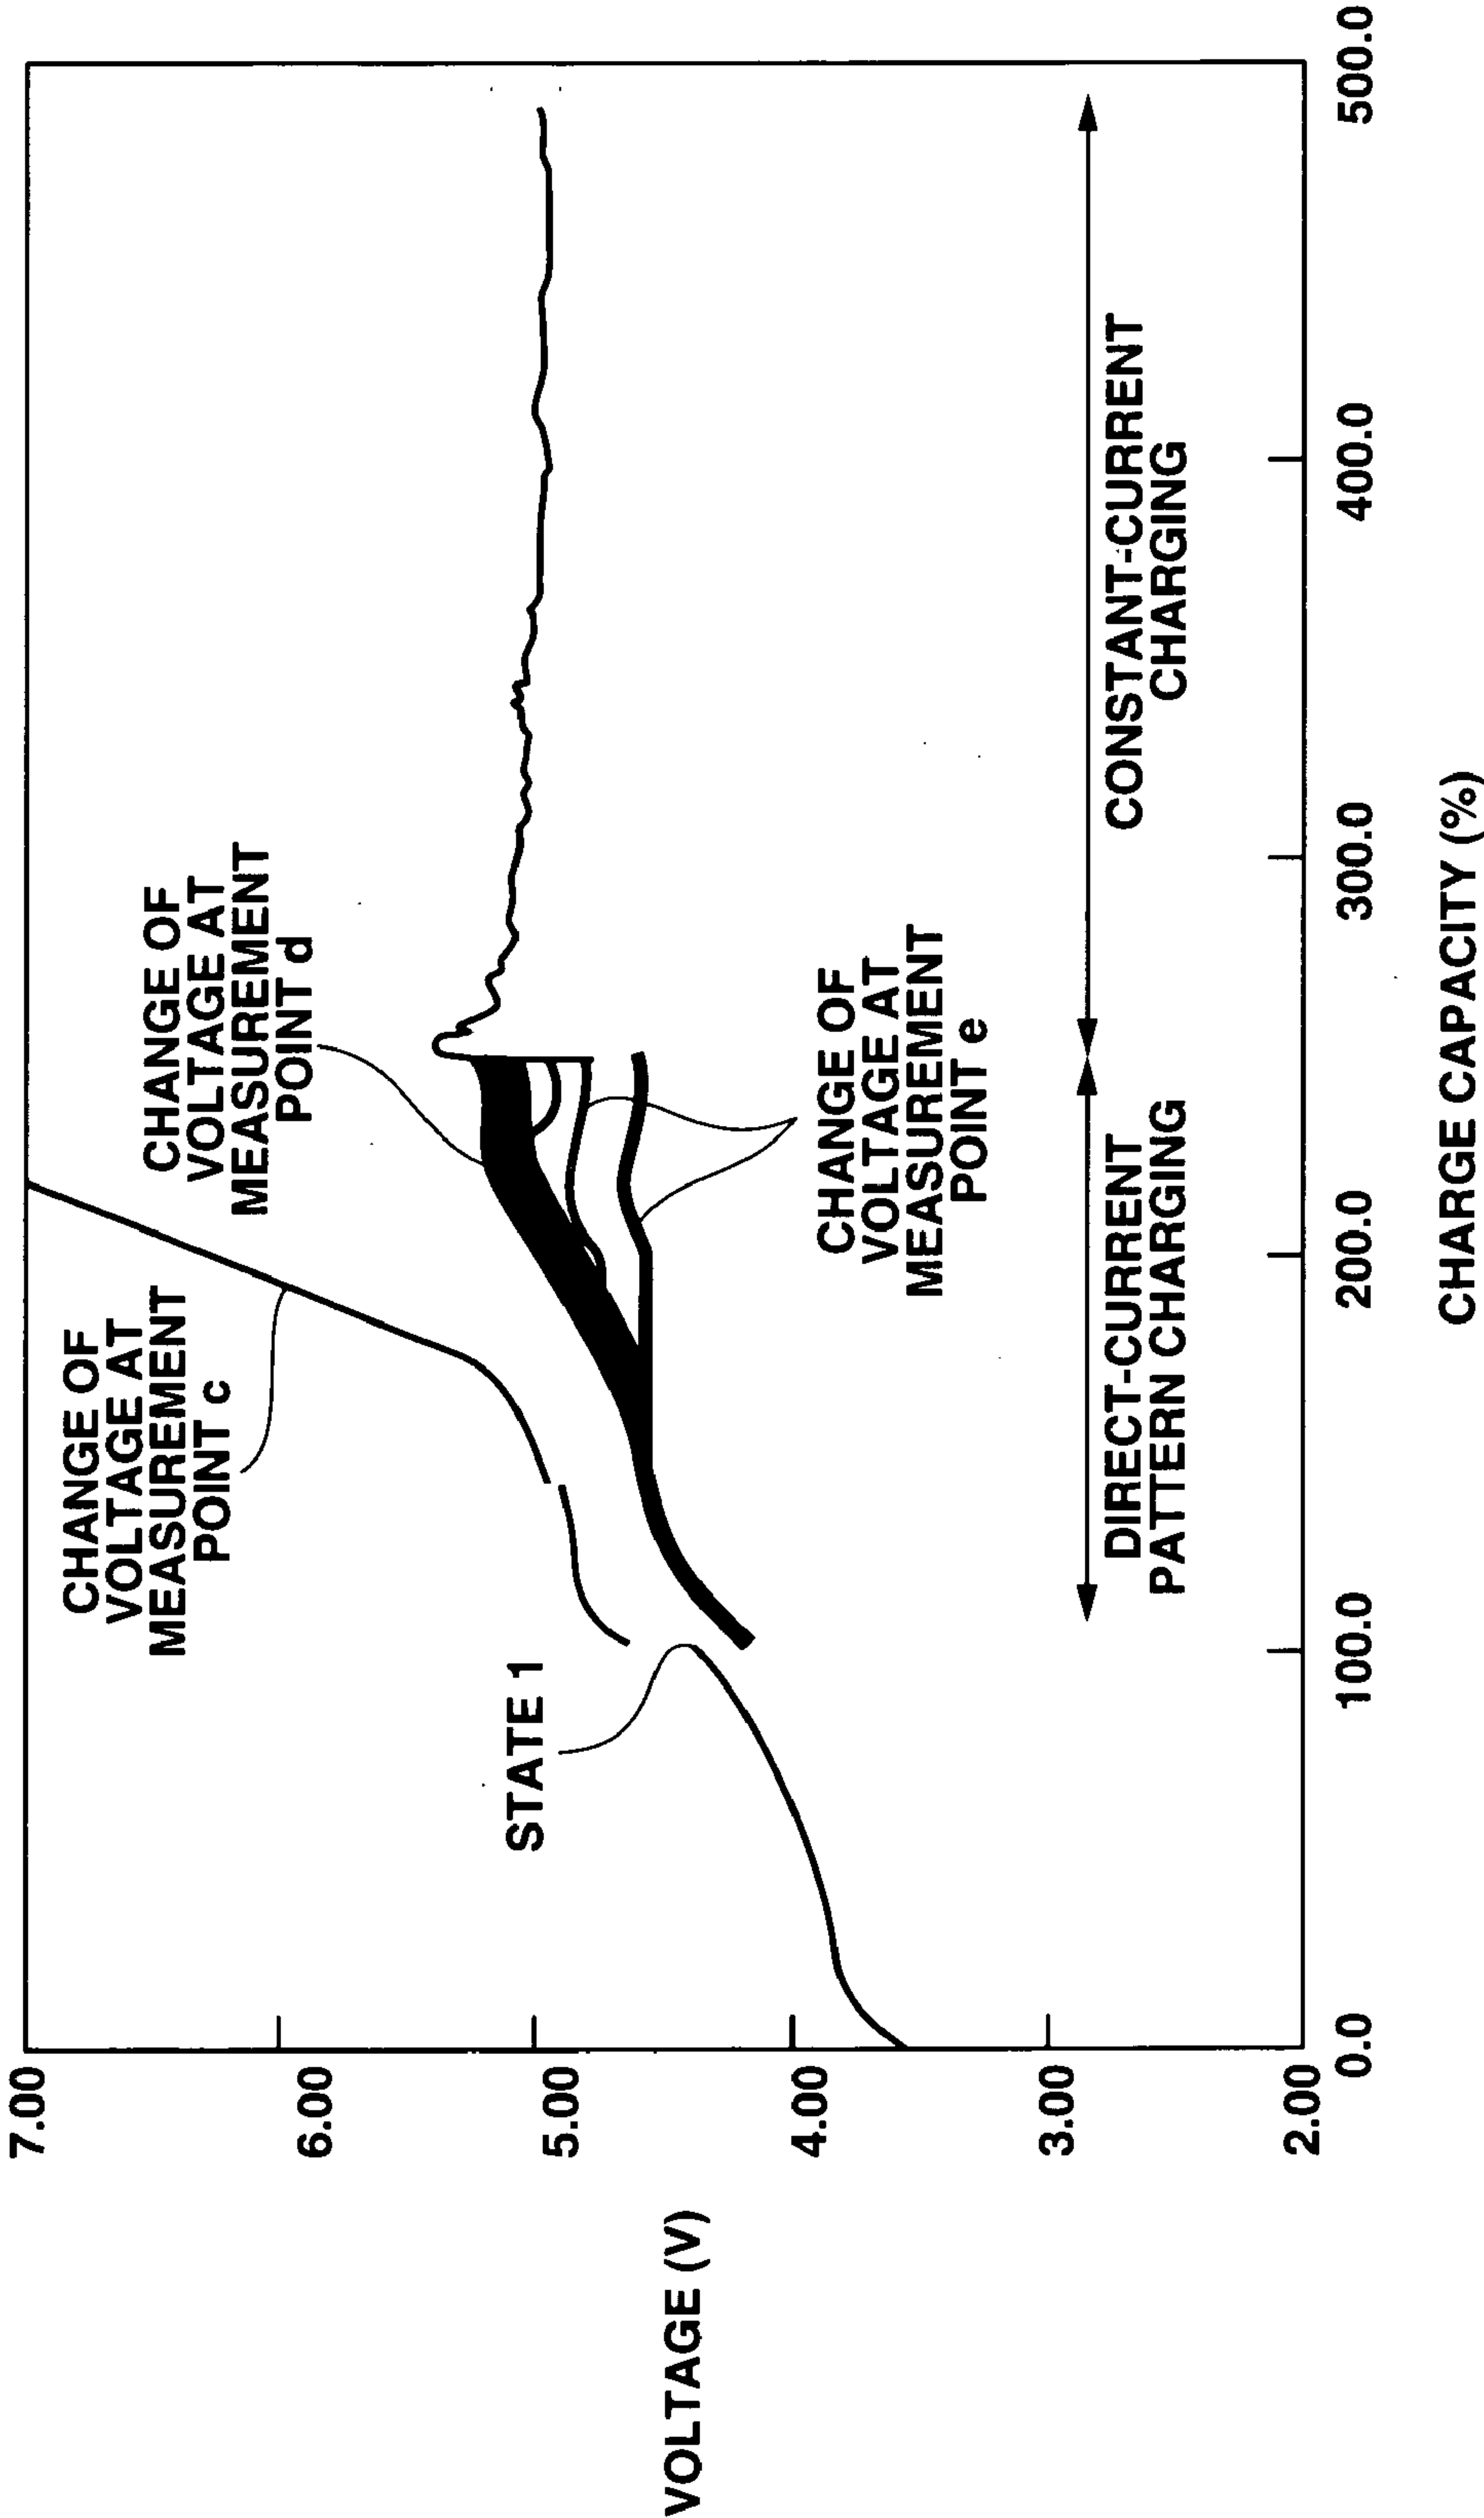 CHANGE OF
VOLTAGE AT
MEASUREMENT
POINT c
CHANGE OF
VOLTAGE AT
MEASUREMENT
POINT d
STATE 1
CHANGE OF
VOLTAGE AT
MEASUREMENT
POINT e
DIRECT-CURRENT
PATTERN CHARGING
CONSTANT-CURRENT
CHARGING
VOLTAGE (V)
7.00
6.00
5.00
4.00
3.00
2.00
0.0
100.0
200.0
300.0
400.0
500.0
CHARGE CAPACITY (%)